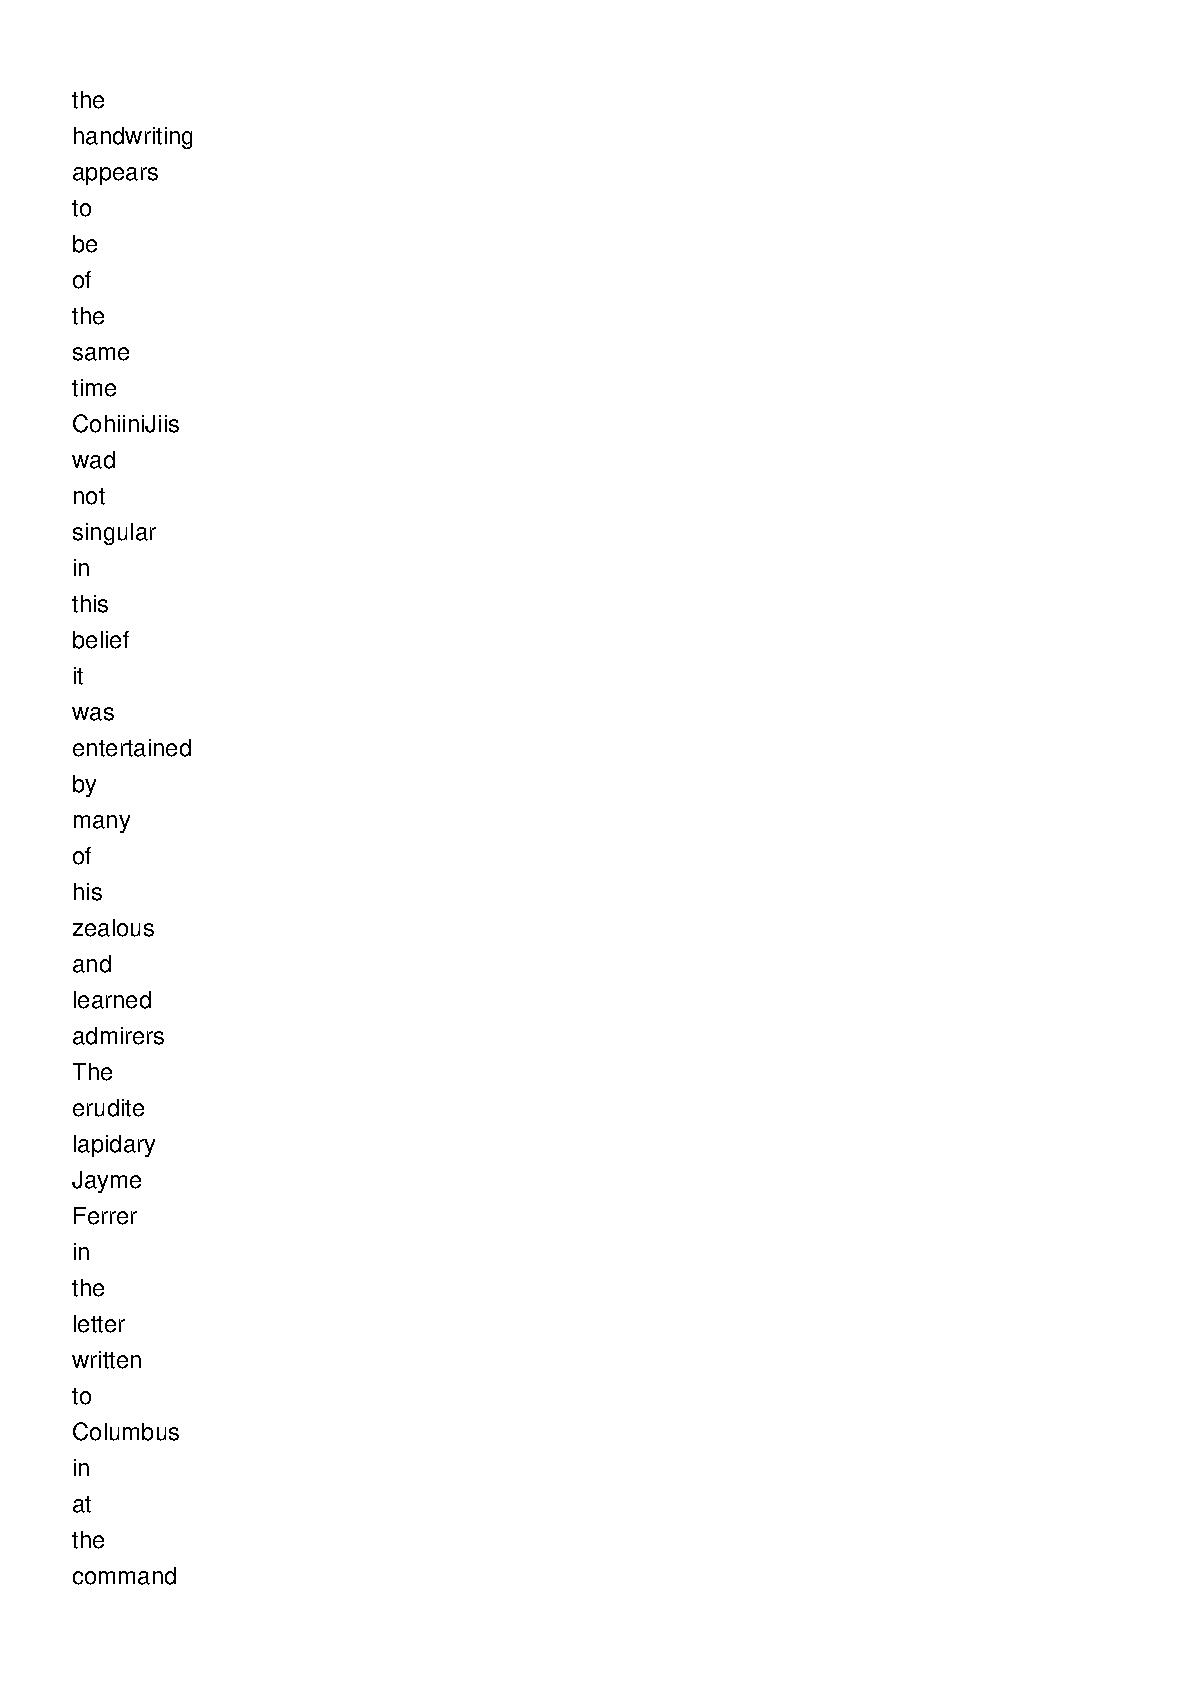 the
handwriting
appears
to
be
of
the
same
time
CohiiniJiis
wad
not
singular
in
this
belief
it
was
entertained
by
many
of
his
zealous
and
learned
admirers
The
erudite
lapidary
Jayme
Ferrer
in
the
letter
written
to
Columbus
in
at
the
command